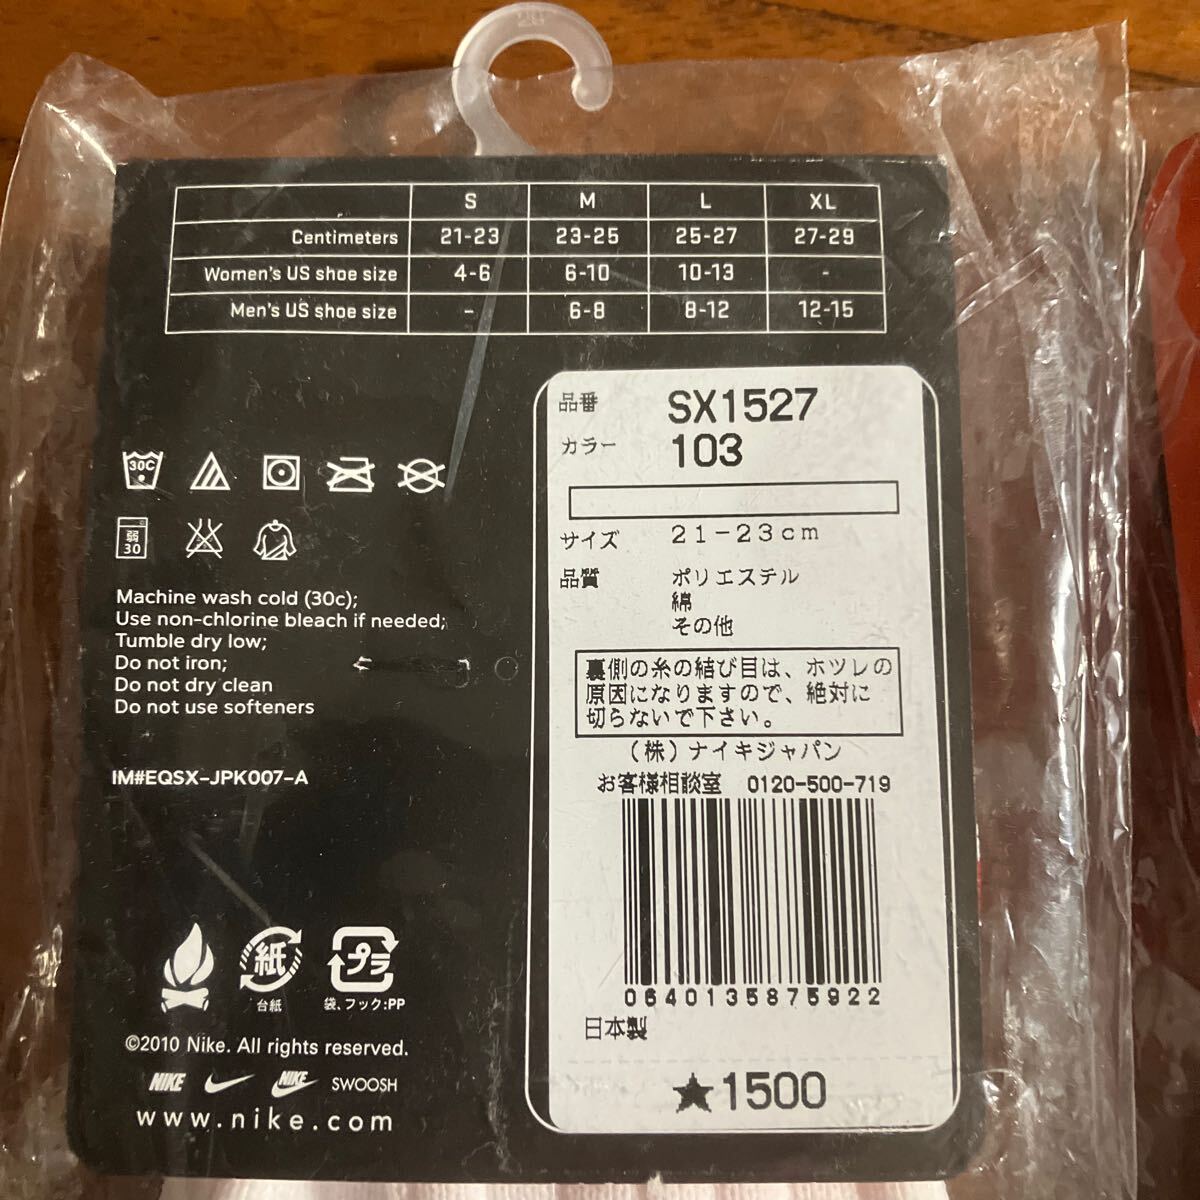 S M L XL
Centimeters 21-23 23-25 25-27 27-29
Women's US shoe size 4-6 6-10 10-13 -
Men's US shoe size - 6-8 8-12 12-15
30C
弱
30
Machine wash cold (30c);
Use non-chlorine bleach if needed;
Tumble dry low;
Do not iron;
Do not dry clean
Do not use softeners
IM#EQSX-JPK007-A
紙
プラ
台紙
袋、フック:PP
©2010 Nike. All rights reserved.
NIKE NIKE SWOOSH
www.nike.com
品番 SX1527
カラー 103
サイズ 21-23cm
品質 ポリエステル
綿
その他
裏側の糸の結び目は、ホツレの
原因になりますので、絶対に
切らないで下さい。
(株)ナイキジャパン
お客様相談室 0120-500-719
0640135875922
日本製
★1500